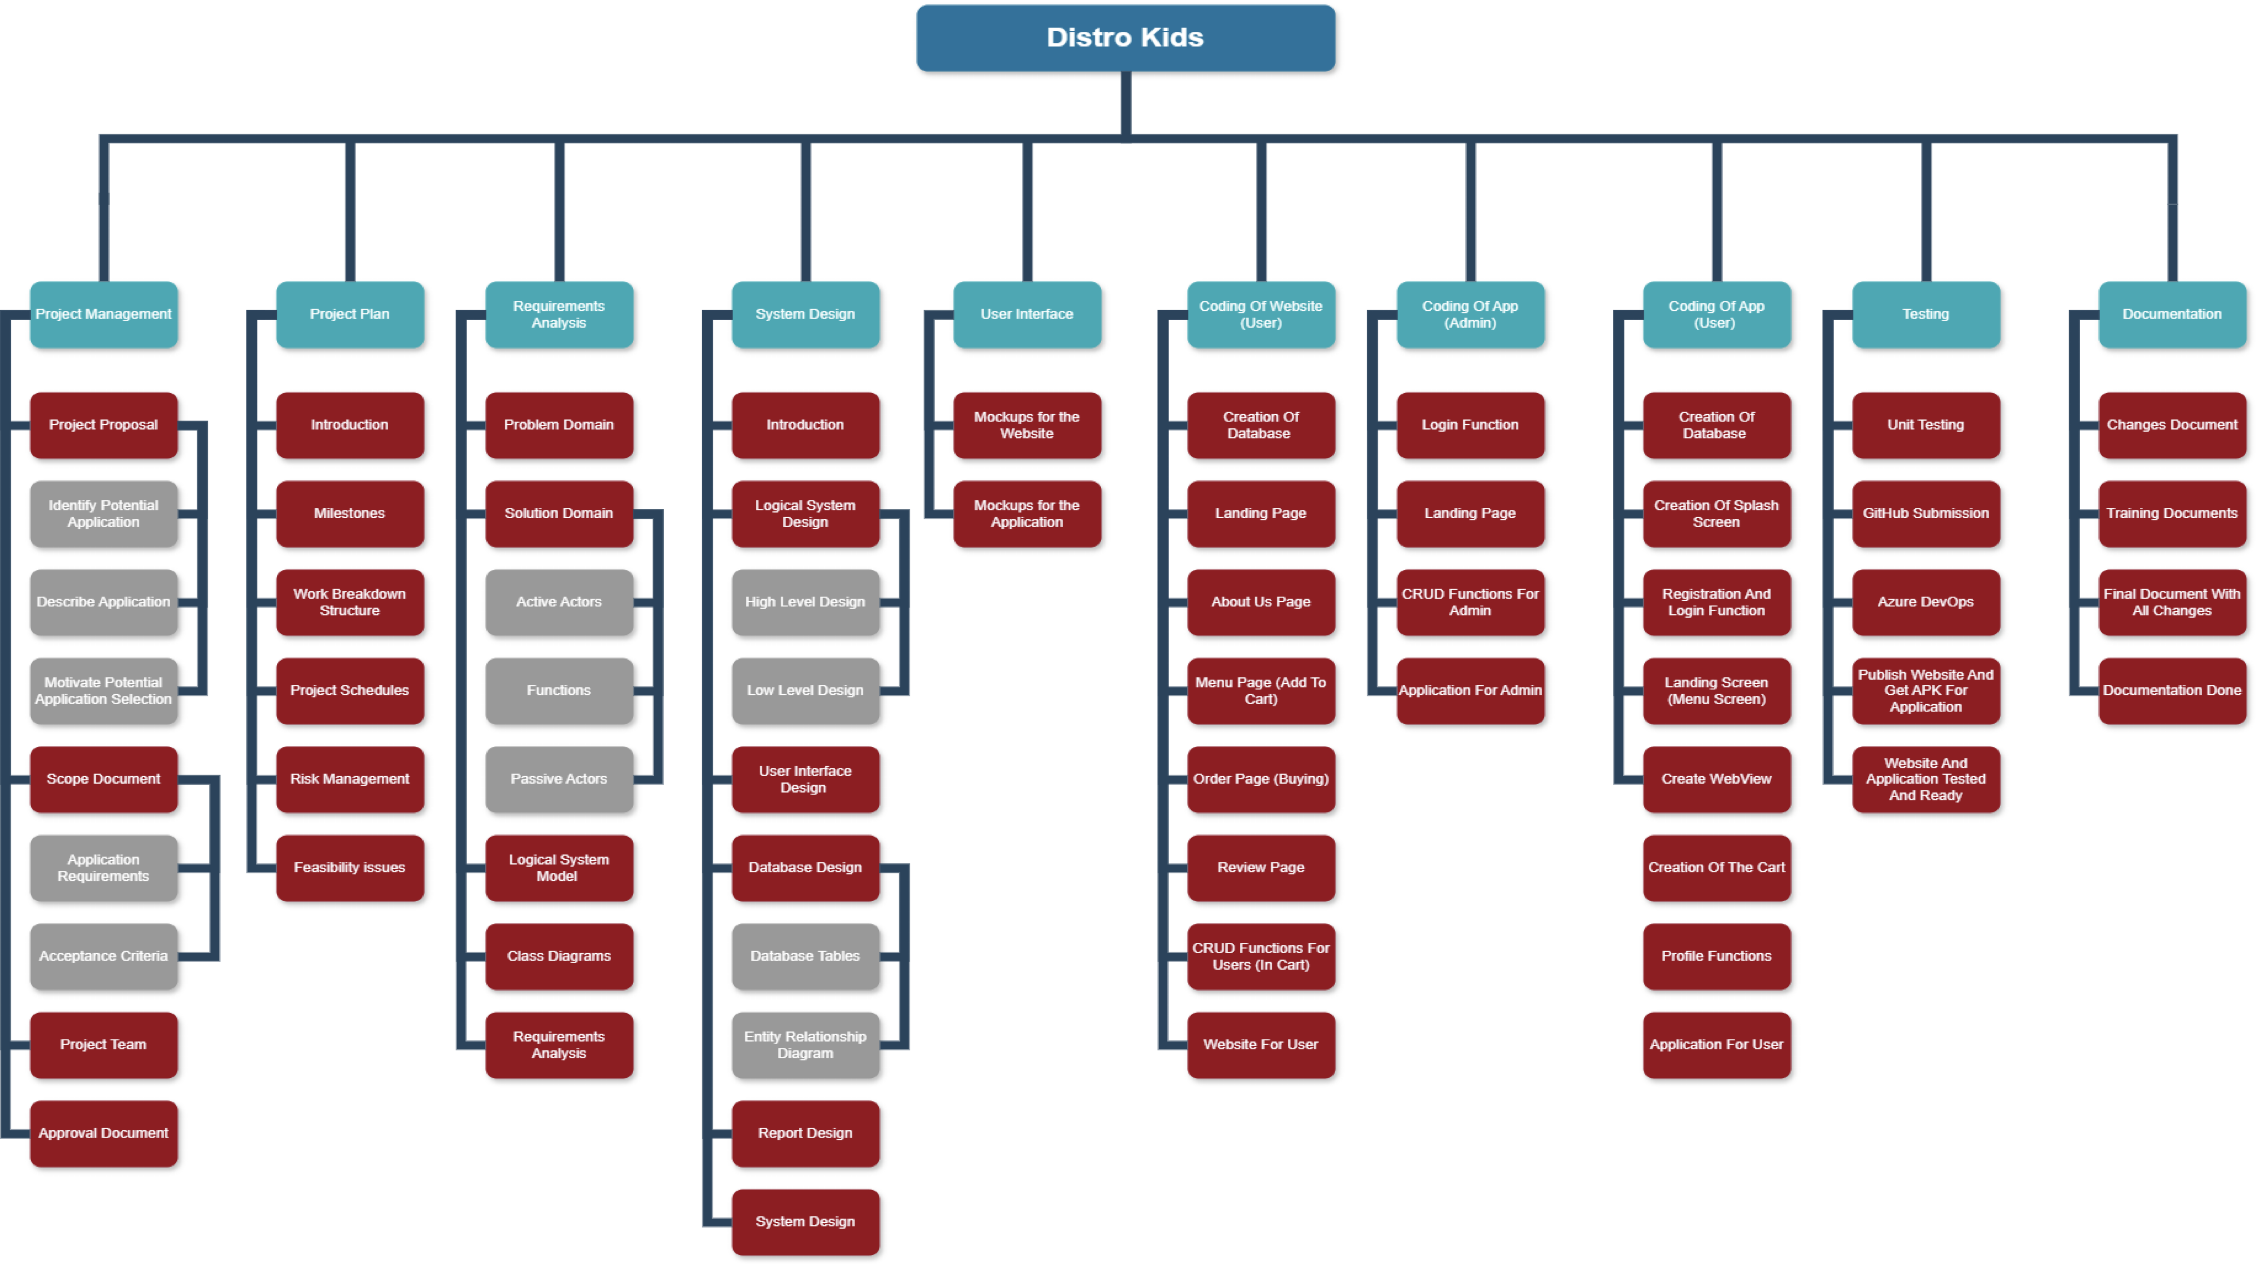 Distro Kids
Project Management
Project Proposal
Identify Potential
Application
Describe Application
Motivate Potential
Application Selection
Scope Document
Application
Requirements
Acceptance Criteria
Project Team
Approval Document
Project Plan
Introduction
Milestones
Work Breakdown
Structure
Project Schedules
Risk Management
Feasibility issues
Requirements
Analysis
Problem Domain
Solution Domain
Active Actors
Functions
Passive Actors
Logical System
Model
Class Diagrams
Requirements
Analysis
System Design
Introduction
Logical System
Design
High Level Design
Low Level Design
User Interface
Design
Database Design
Database Tables
Entity Relationship
Diagram
Report Design
System Design
User Interface
Mockups for the
Website
Mockups for the
Application
Coding Of Website
(User)
Creation Of
Database
Landing Page
About Us Page
Menu Page (Add To
Cart)
Order Page (Buying)
Review Page
CRUD Functions For
Users (In Cart)
Website For User
Coding Of App
(Admin)
Login Function
Landing Page
CRUD Functions For
Admin
Application For Admin
Coding Of App
(User)
Creation Of
Database
Creation Of Splash
Screen
Registration And
Login Function
Landing Screen
(Menu Screen)
Create WebView
Creation Of The Cart
Profile Functions
Application For User
Testing
Unit Testing
GitHub Submission
Azure DevOps
Publish Website And
Get APK For
Application
Website And
Application Tested
And Ready
Documentation
Changes Document
Training Documents
Final Document With
All Changes
Documentation Done